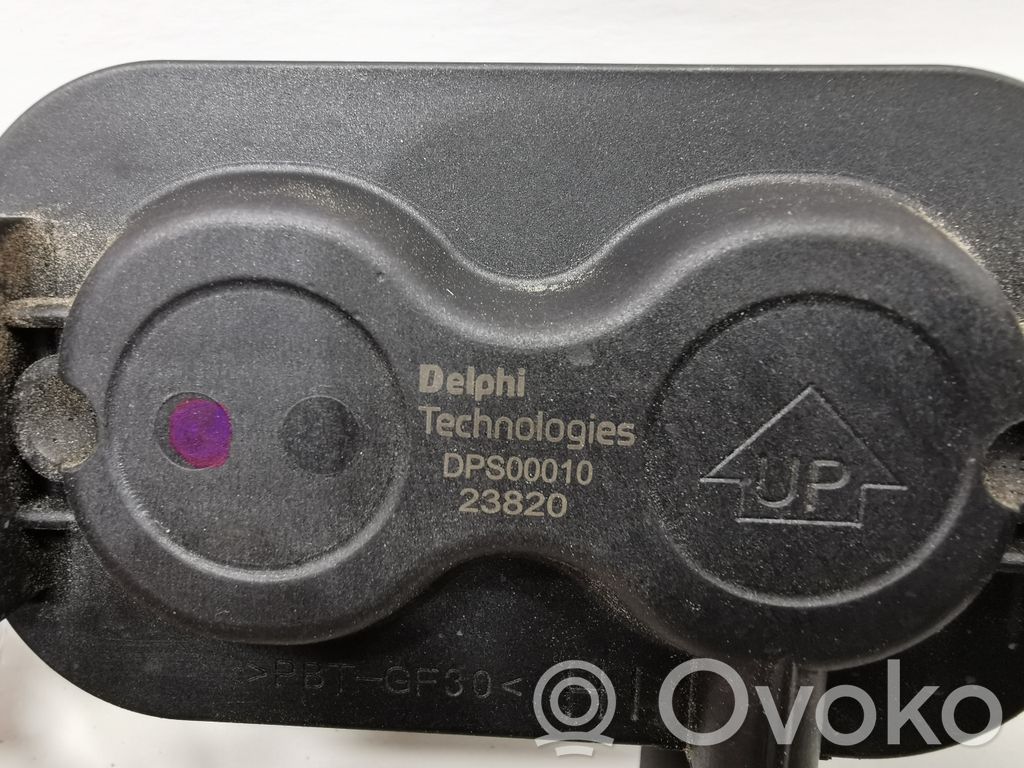 Delphi
Technologies
DPS00010
23820
UP
>PBT-GF30<
Ovoko